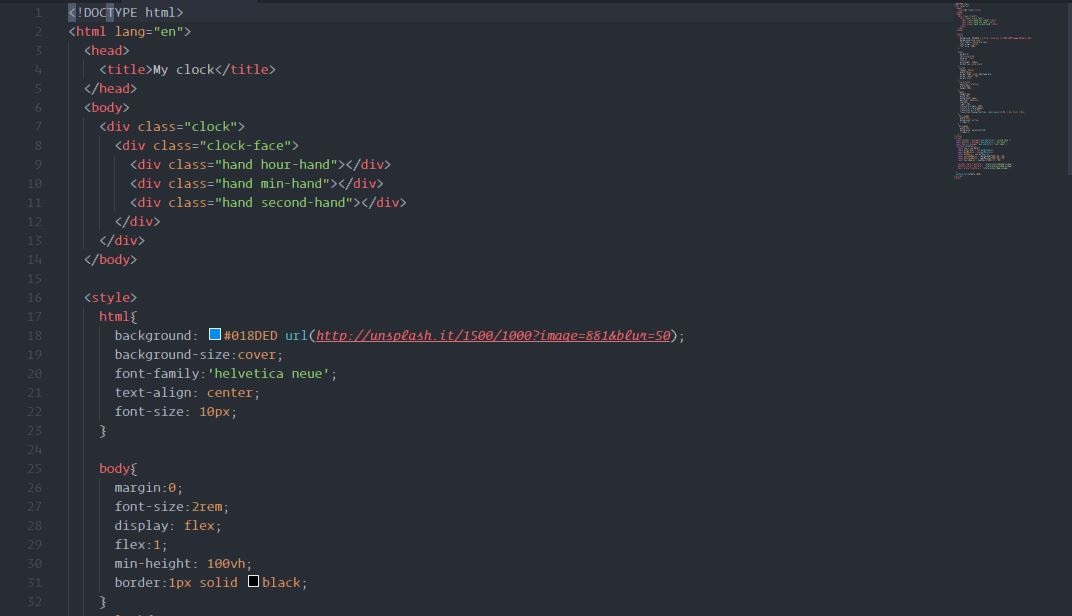 1 <!DOCTYPE html>
2 <html lang="en">
3   <head>
4     <title>My clock</title>
5   </head>
6   <body>
7     <div class="clock">
8       <div class="clock-face">
9         <div class="hand hour-hand"></div>
10         <div class="hand min-hand"></div>
11         <div class="hand second-hand"></div>
12       </div>
13     </div>
14   </body>
15
16   <style>
17     html{
18       background: #018DED url(http://unsplash.it/1500/1000?image=881&blur=50);
19       background-size:cover;
20       font-family:'helvetica neue';
21       text-align: center;
22       font-size: 10px;
23     }
24
25     body{
26       margin:0;
27       font-size:2rem;
28       display: flex;
29       flex:1;
30       min-height: 100vh;
31       border:1px solid black;
32     }